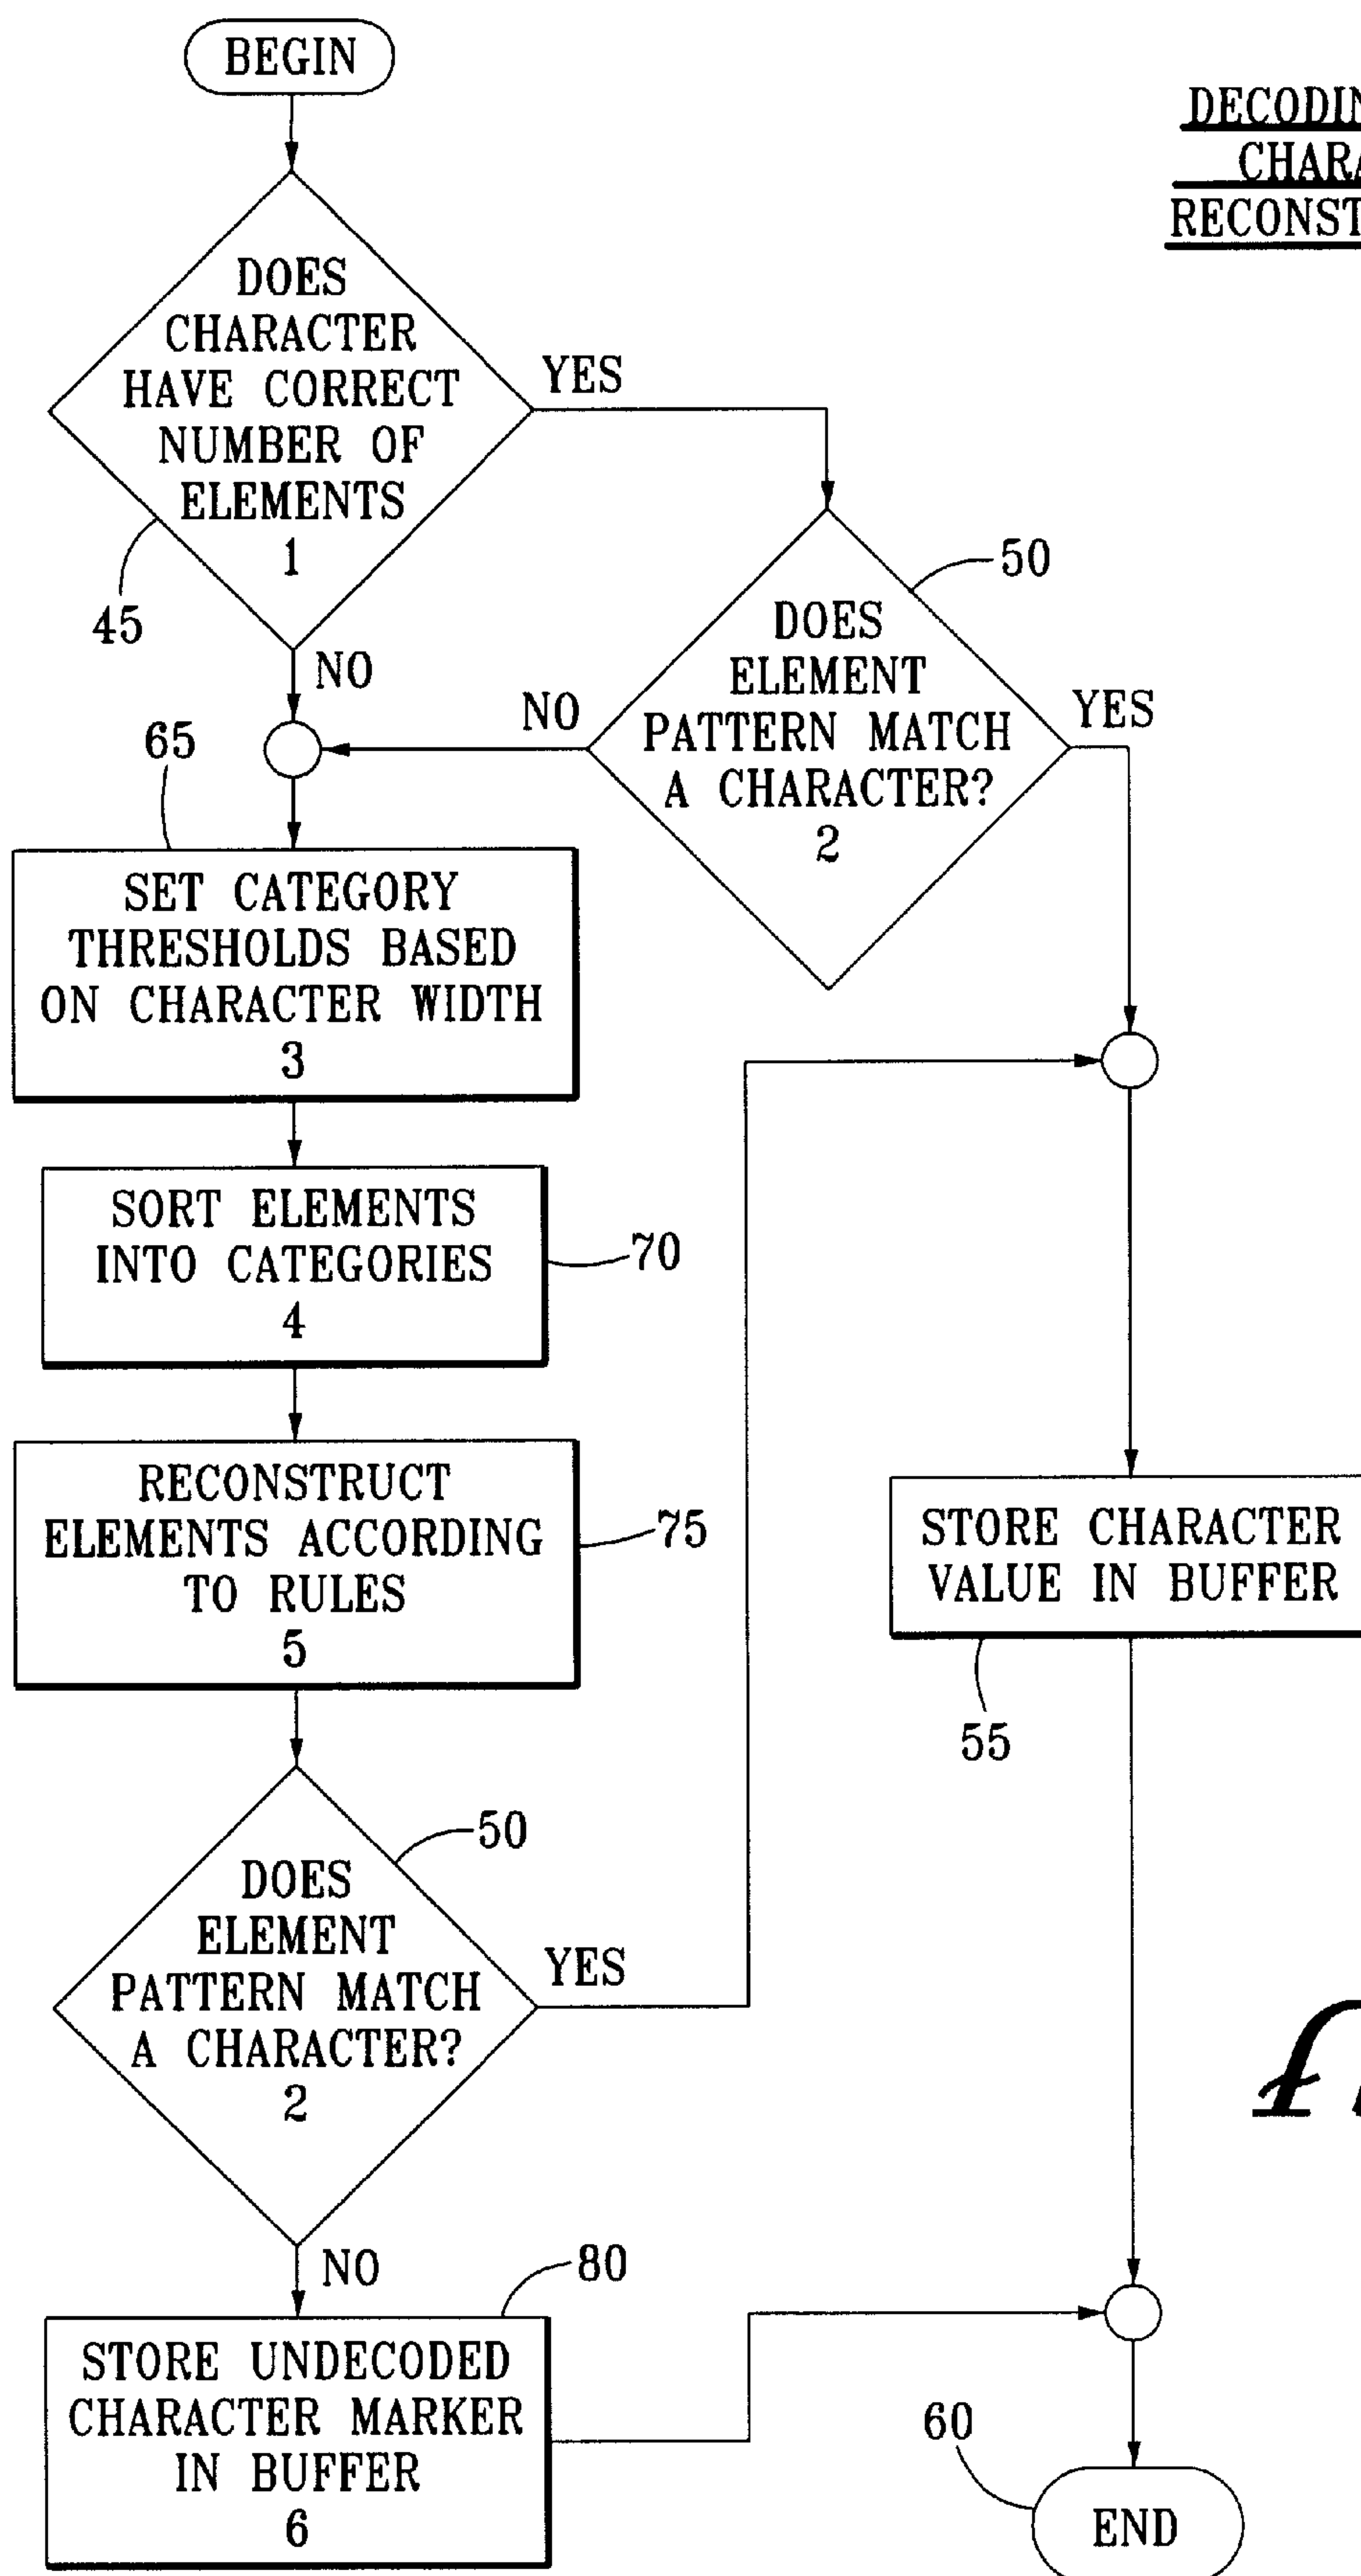 BEGIN
DOES
CHARACTER
HAVE CORRECT
NUMBER OF
ELEMENTS
1
45
YES
NO
50
DOES
ELEMENT
PATTERN MATCH
A CHARACTER?
2
NO
YES
65
SET CATEGORY
THRESHOLDS BASED
ON CHARACTER WIDTH
3
SORT ELEMENTS
INTO CATEGORIES
4
70
RECONSTRUCT
ELEMENTS ACCORDING
TO RULES
5
75
STORE CHARACTER
VALUE IN BUFFER
55
50
DOES
ELEMENT
PATTERN MATCH
A CHARACTER?
2
YES
NO
80
STORE UNDECODED
CHARACTER MARKER
IN BUFFER
6
60
END